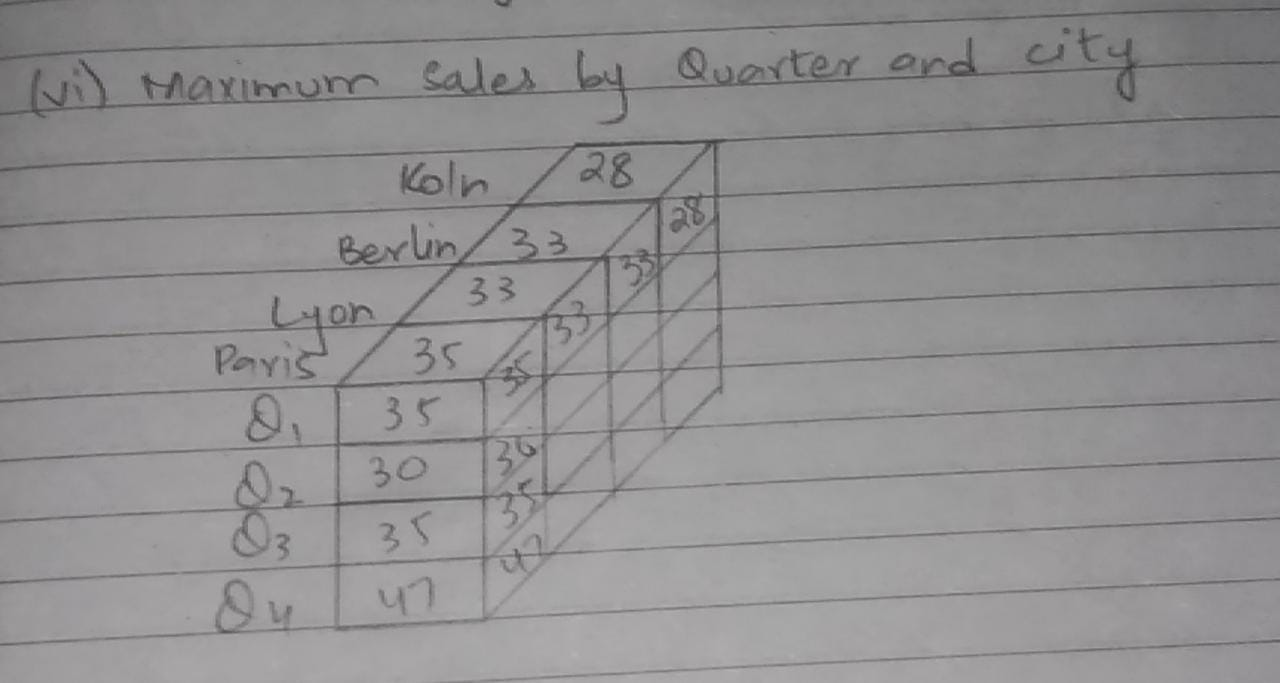 (vi) Maximum sales by Quarter and city
Koln 28
28
Berlin 33
33
Lyon 33
33
Paris 35
35
Q1 35
Q2 30 30
Q3 35 35
Q4 47 47